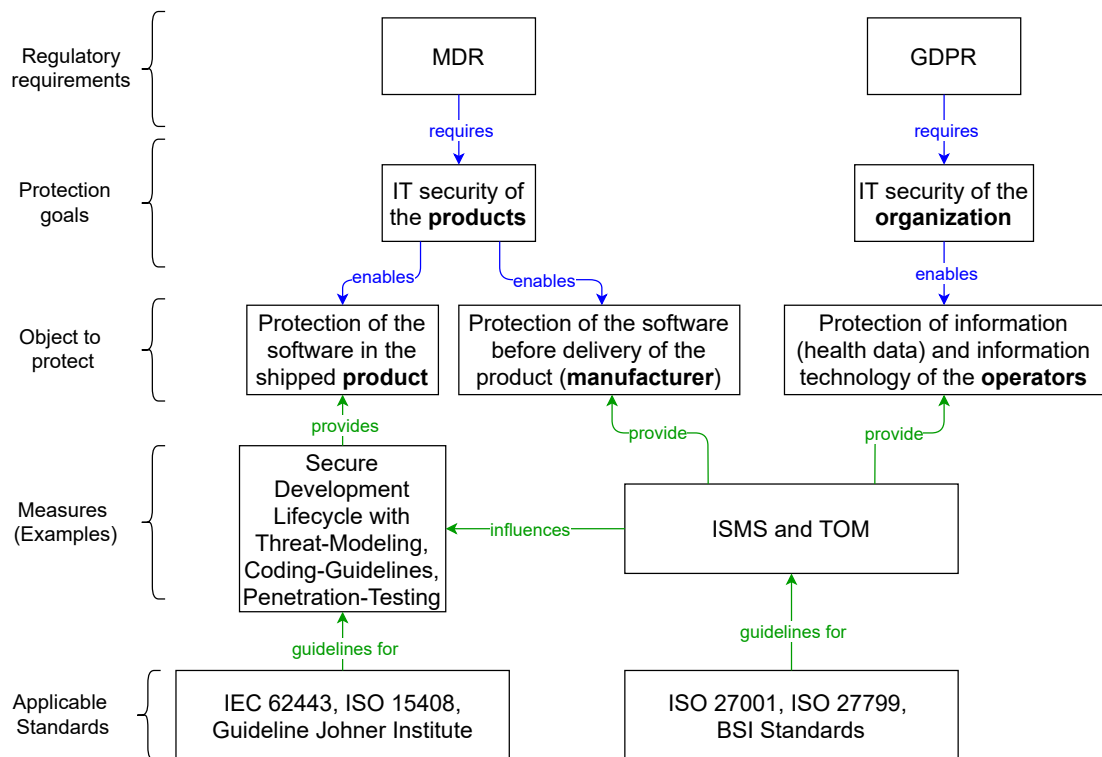 Regulatory
requirements
MDR
GDPR
requires
requires
Protection
goals
IT security of
the products
IT security of the
organization
enables
enables
enables
Object to
protect
Protection of the
software in the
shipped product
Protection of the software
before delivery of the
product (manufacturer)
Protection of information
(health data) and information
technology of the operators
provides
provide
provide
Measures
(Examples)
Secure
Development
Lifecycle with
Threat-Modeling,
Coding-Guidelines,
Penetration-Testing
influences
ISMS and TOM
guidelines for
guidelines for
Applicable
Standards
IEC 62443, ISO 15408,
Guideline Johner Institute
ISO 27001, ISO 27799,
BSI Standards